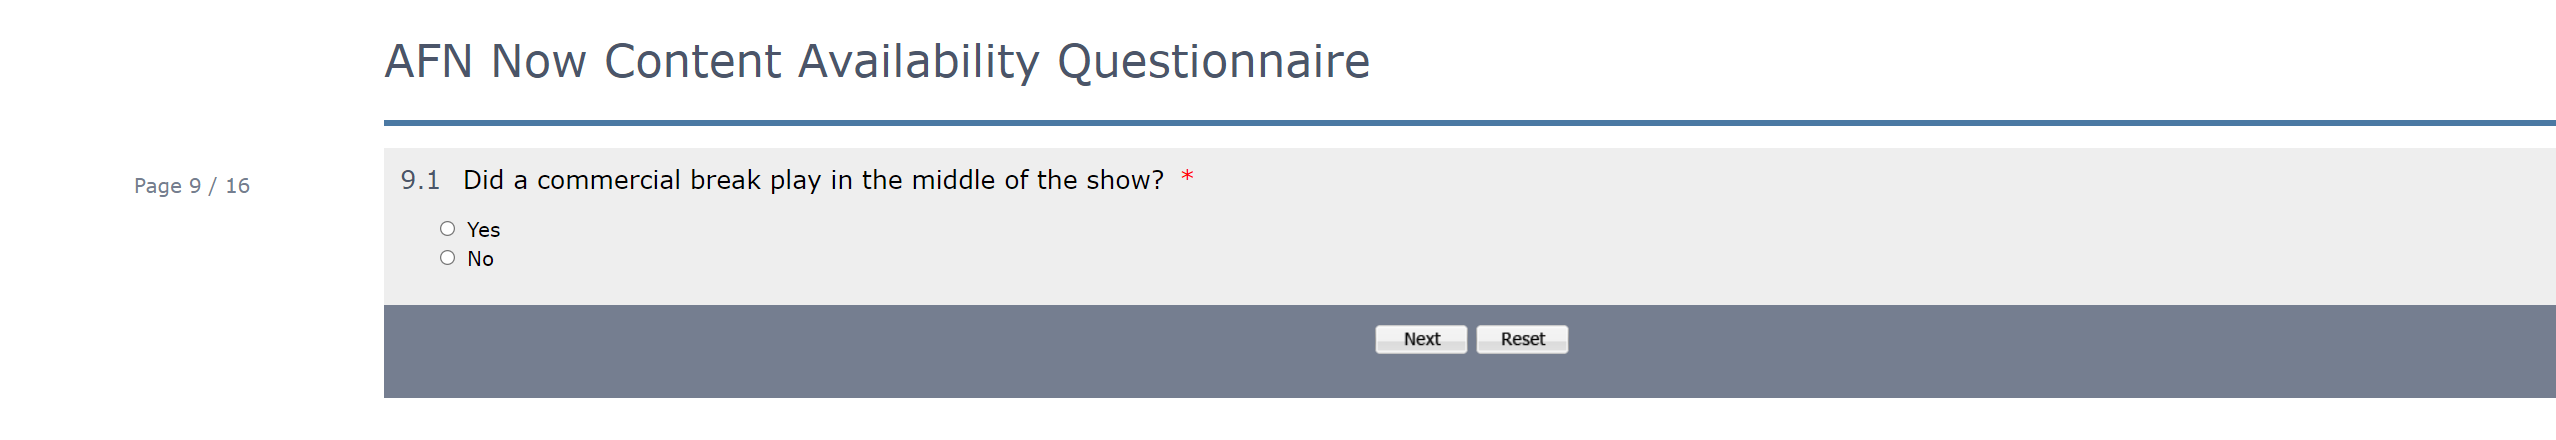 AFN Now Content Availability Questionnaire
Page 9 / 16
9.1 Did a commercial break play in the middle of the show? *
Yes
No
Next Reset